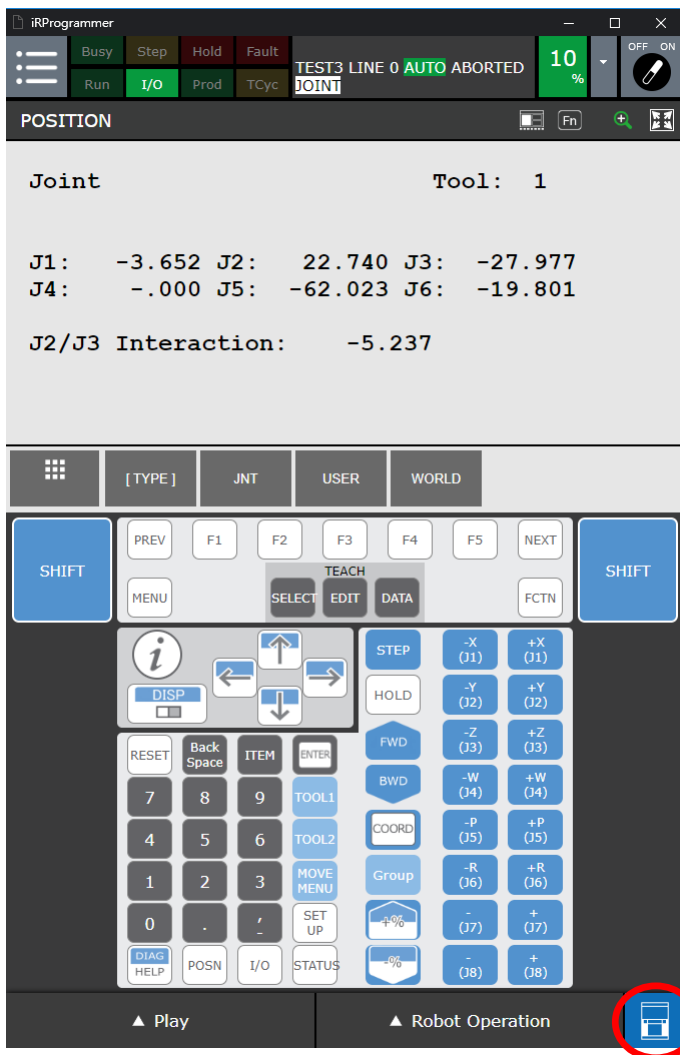 iRProgrammer
Busy Step Hold Fault
Run I/O Prod TCyc
TEST3 LINE 0 AUTO ABORTED
JOINT
10
%
OFF ON
POSITION
Fn
Joint Tool: 1
J1: -3.652 J2: 22.740 J3: -27.977
J4: -.000 J5: -62.023 J6: -19.801
J2/J3 Interaction: -5.237
[ TYPE ] JNT USER WORLD
SHIFT
PREV F1 F2 F3 F4 F5 NEXT
SHIFT
TEACH
MENU SELECT EDIT DATA FCTN
i
DISP
STEP
-X
(J1)
+X
(J1)
HOLD
-Y
(J2)
+Y
(J2)
FWD
-Z
(J3)
+Z
(J3)
BWD
-W
(J4)
+W
(J4)
COORD
-P
(J5)
+P
(J5)
Group
-R
(J6)
+R
(J6)
+%
-
(J7)
+
(J7)
-%
-
(J8)
+
(J8)
RESET
Back
Space
ITEM
ENTER
7 8 9 TOOL1
4 5 6 TOOL2
1 2 3
MOVE
MENU
0 . ,-
SET
UP
DIAG
HELP
POSN I/O STATUS
▲ Play ▲ Robot Operation